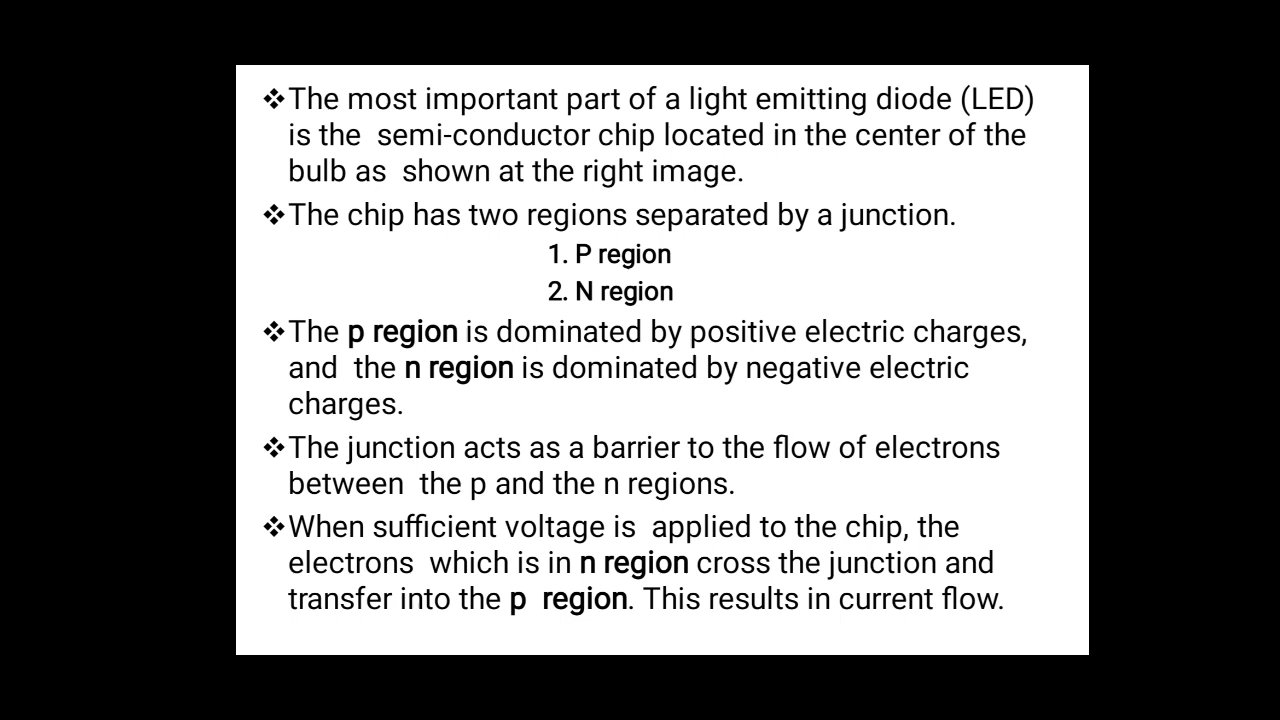 ❖The most important part of a light emitting diode (LED)
is the  semi-conductor chip located in the center of the
bulb as  shown at the right image.
❖The chip has two regions separated by a junction.
1. P region
2. N region
❖The p region is dominated by positive electric charges,
and  the n region is dominated by negative electric
charges.
❖The junction acts as a barrier to the flow of electrons
between  the p and the n regions.
❖When sufficient voltage is  applied to the chip, the
electrons  which is in n region cross the junction and
transfer into the p  region. This results in current flow.